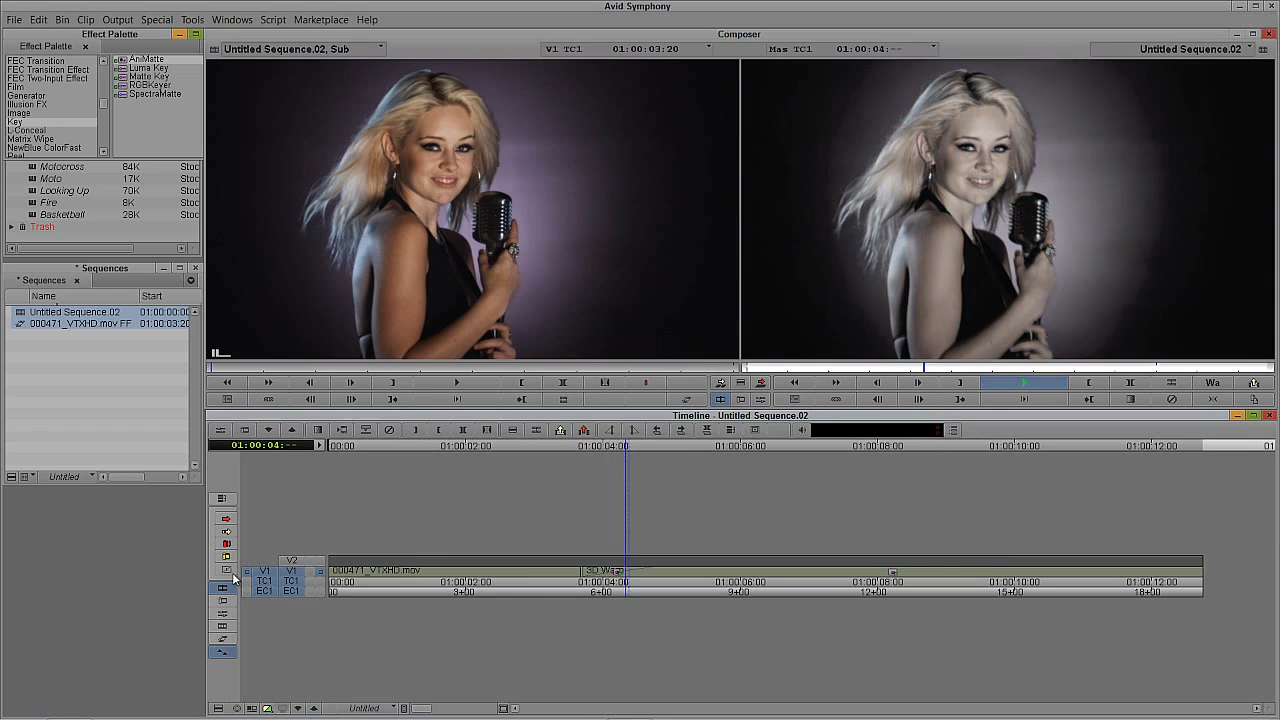 Avid Symphony
File Edit Bin Clip Output Special Tools Windows Script Marketplace Help
Effect Palette
Composer
Effect Palette
Untitled Sequence.02, Sub
V1 TC1 01:00:03:20
Mas TC1 01:00:04:--
Untitled Sequence.02
FEC Transition
FEC Transition Effect
FEC Two-Input Effect
Film
Generator
Illusion FX
Image
Key
L-Conceal
Matrix Wipe
NewBlue ColorFast
AniMatte
Luma Key
Matte Key
RGBKeyer
SpectraMatte
Motocross 84K Stoc
Moto 17K Stoc
Looking Up 70K Stoc
Fire 8K Stoc
Basketball 28K Stoc
Trash
* Sequences
* Sequences
Name Start
Untitled Sequence.02 01:00:00:00
000471_VTXHD.mov FF 01:00:03:20
Untitled
Wa
Timeline - Untitled Sequence.02
01:00:04:--
00:00 01:00:02:00 01:00:04:00 01:00:06:00 01:00:08:00 01:00:10:00 01:00:12:00 01
V2
V1 V1 000471_VTXHD.mov 3D Wa
TC1 TC1 00:00 01:00:02:00 01:00:04:00 01:00:06:00 01:00:08:00 01:00:10:00 01:00:12:00
EC1 EC1 3+00 6+00 9+00 12+00 15+00 18+00
Untitled